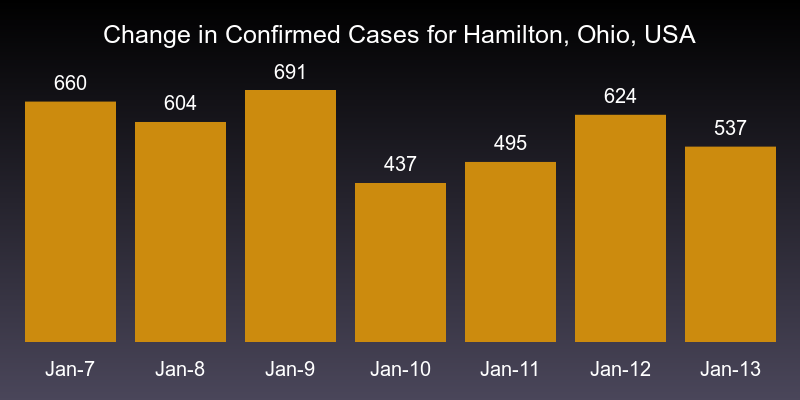 Change in Confirmed Cases for Hamilton, Ohio, USA
660
604
691
437
495
624
537
Jan-7
Jan-8
Jan-9
Jan-10
Jan-11
Jan-12
Jan-13